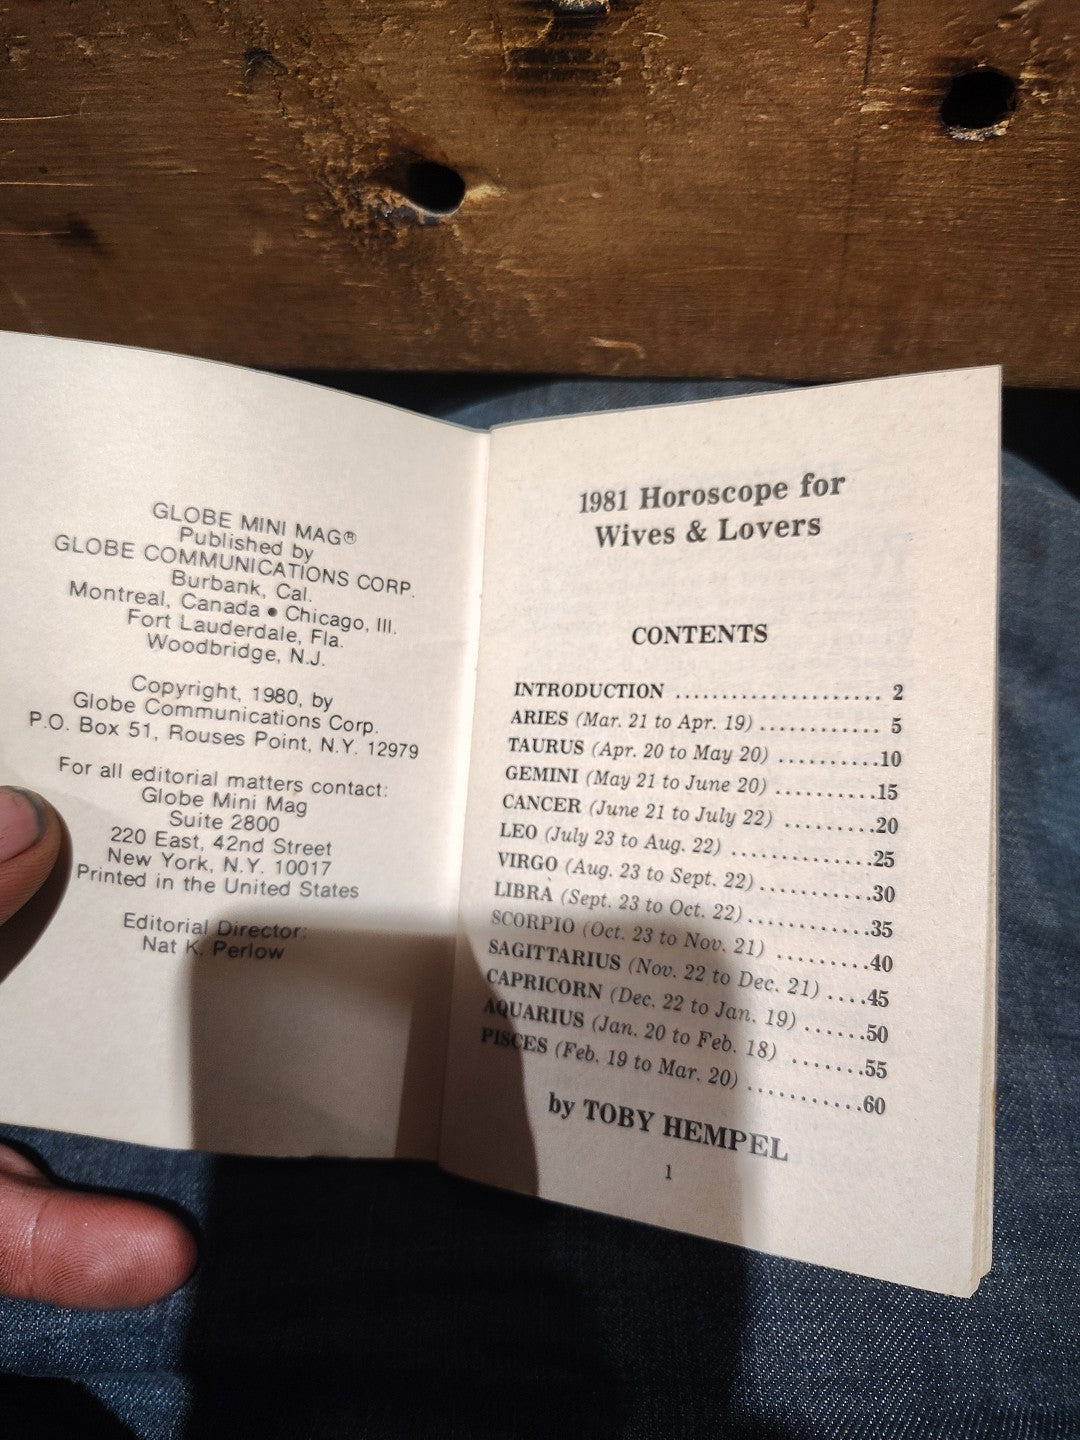 GLOBE MINI MAG®
Published by
GLOBE COMMUNICATIONS CORP.
Burbank, Cal.
Montreal, Canada • Chicago, Ill.
Fort Lauderdale, Fla.
Woodbridge, N.J.
Copyright, 1980, by
Globe Communications Corp.
P.O. Box 51, Rouses Point, N.Y. 12979
For all editorial matters contact:
Globe Mini Mag
Suite 2800
220 East, 42nd Street
New York, N.Y. 10017
Printed in the United States
Editorial Director:
Nat K. Perlow
1981 Horoscope for
Wives & Lovers
CONTENTS
INTRODUCTION ...................... 2
ARIES (Mar. 21 to Apr. 19) ............. 5
TAURUS (Apr. 20 to May 20) ...........10
GEMINI (May 21 to June 20) ...........15
CANCER (June 21 to July 22) .........20
LEO (July 23 to Aug. 22) ...............25
VIRGO (Aug. 23 to Sept. 22)............30
LIBRA (Sept. 23 to Oct. 22).............35
SCORPIO (Oct. 23 to Nov. 21) .........40
SAGITTARIUS (Nov. 22 to Dec. 21) ....45
CAPRICORN (Dec. 22 to Jan. 19) ......50
AQUARIUS (Jan. 20 to Feb. 18) .......55
PISCES (Feb. 19 to Mar. 20) ............60
by TOBY HEMPEL
1